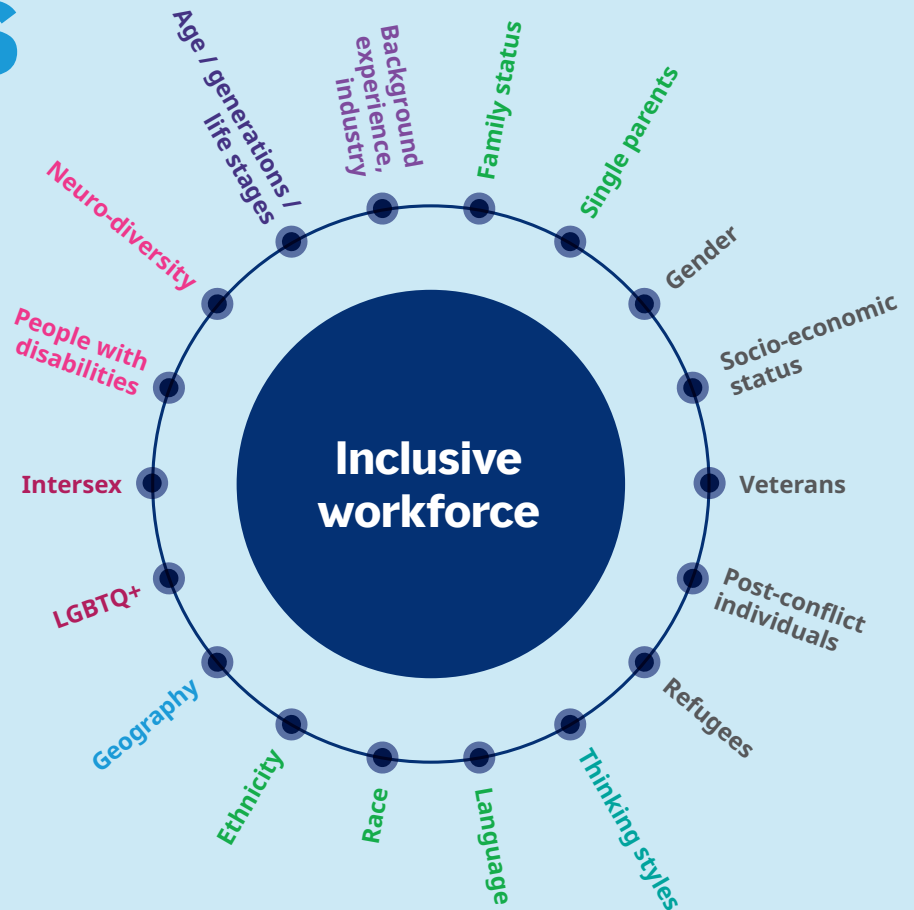 Age / generations /
life stages
Background
experience,
industry
Family status
Single parents
Gender
Socio-economic
status
Veterans
Post-conflict
individuals
Refugees
Thinking styles
Language
Race
Ethnicity
Geography
LGBTQ+
Intersex
People with
disabilities
Neuro-diversity
Inclusive
workforce